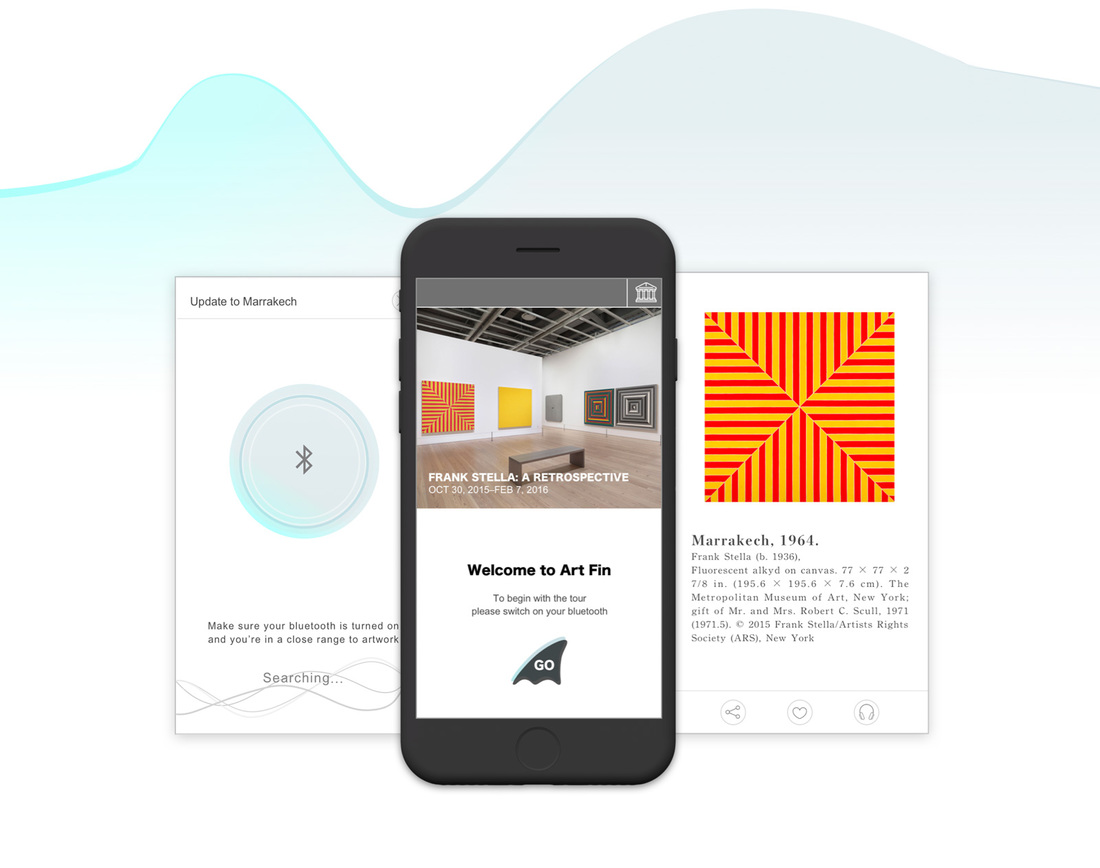 Update to Marrakech
Make sure your bluetooth is turned on
and you're in a close range to artwork
Searching...
FRANK STELLA: A RETROSPECTIVE
OCT 30, 2015–FEB 7, 2016
Welcome to Art Fin
To begin with the tour
please switch on your bluetooth
GO
Marrakech, 1964.
Frank Stella (b. 1936),
Fluorescent alkyd on canvas. 77 × 77 × 2
7/8 in. (195.6 × 195.6 × 7.6 cm). The
Metropolitan Museum of Art, New York;
gift of Mr. and Mrs. Robert C. Scull, 1971
(1971.5). © 2015 Frank Stella/Artists Rights
Society (ARS), New York